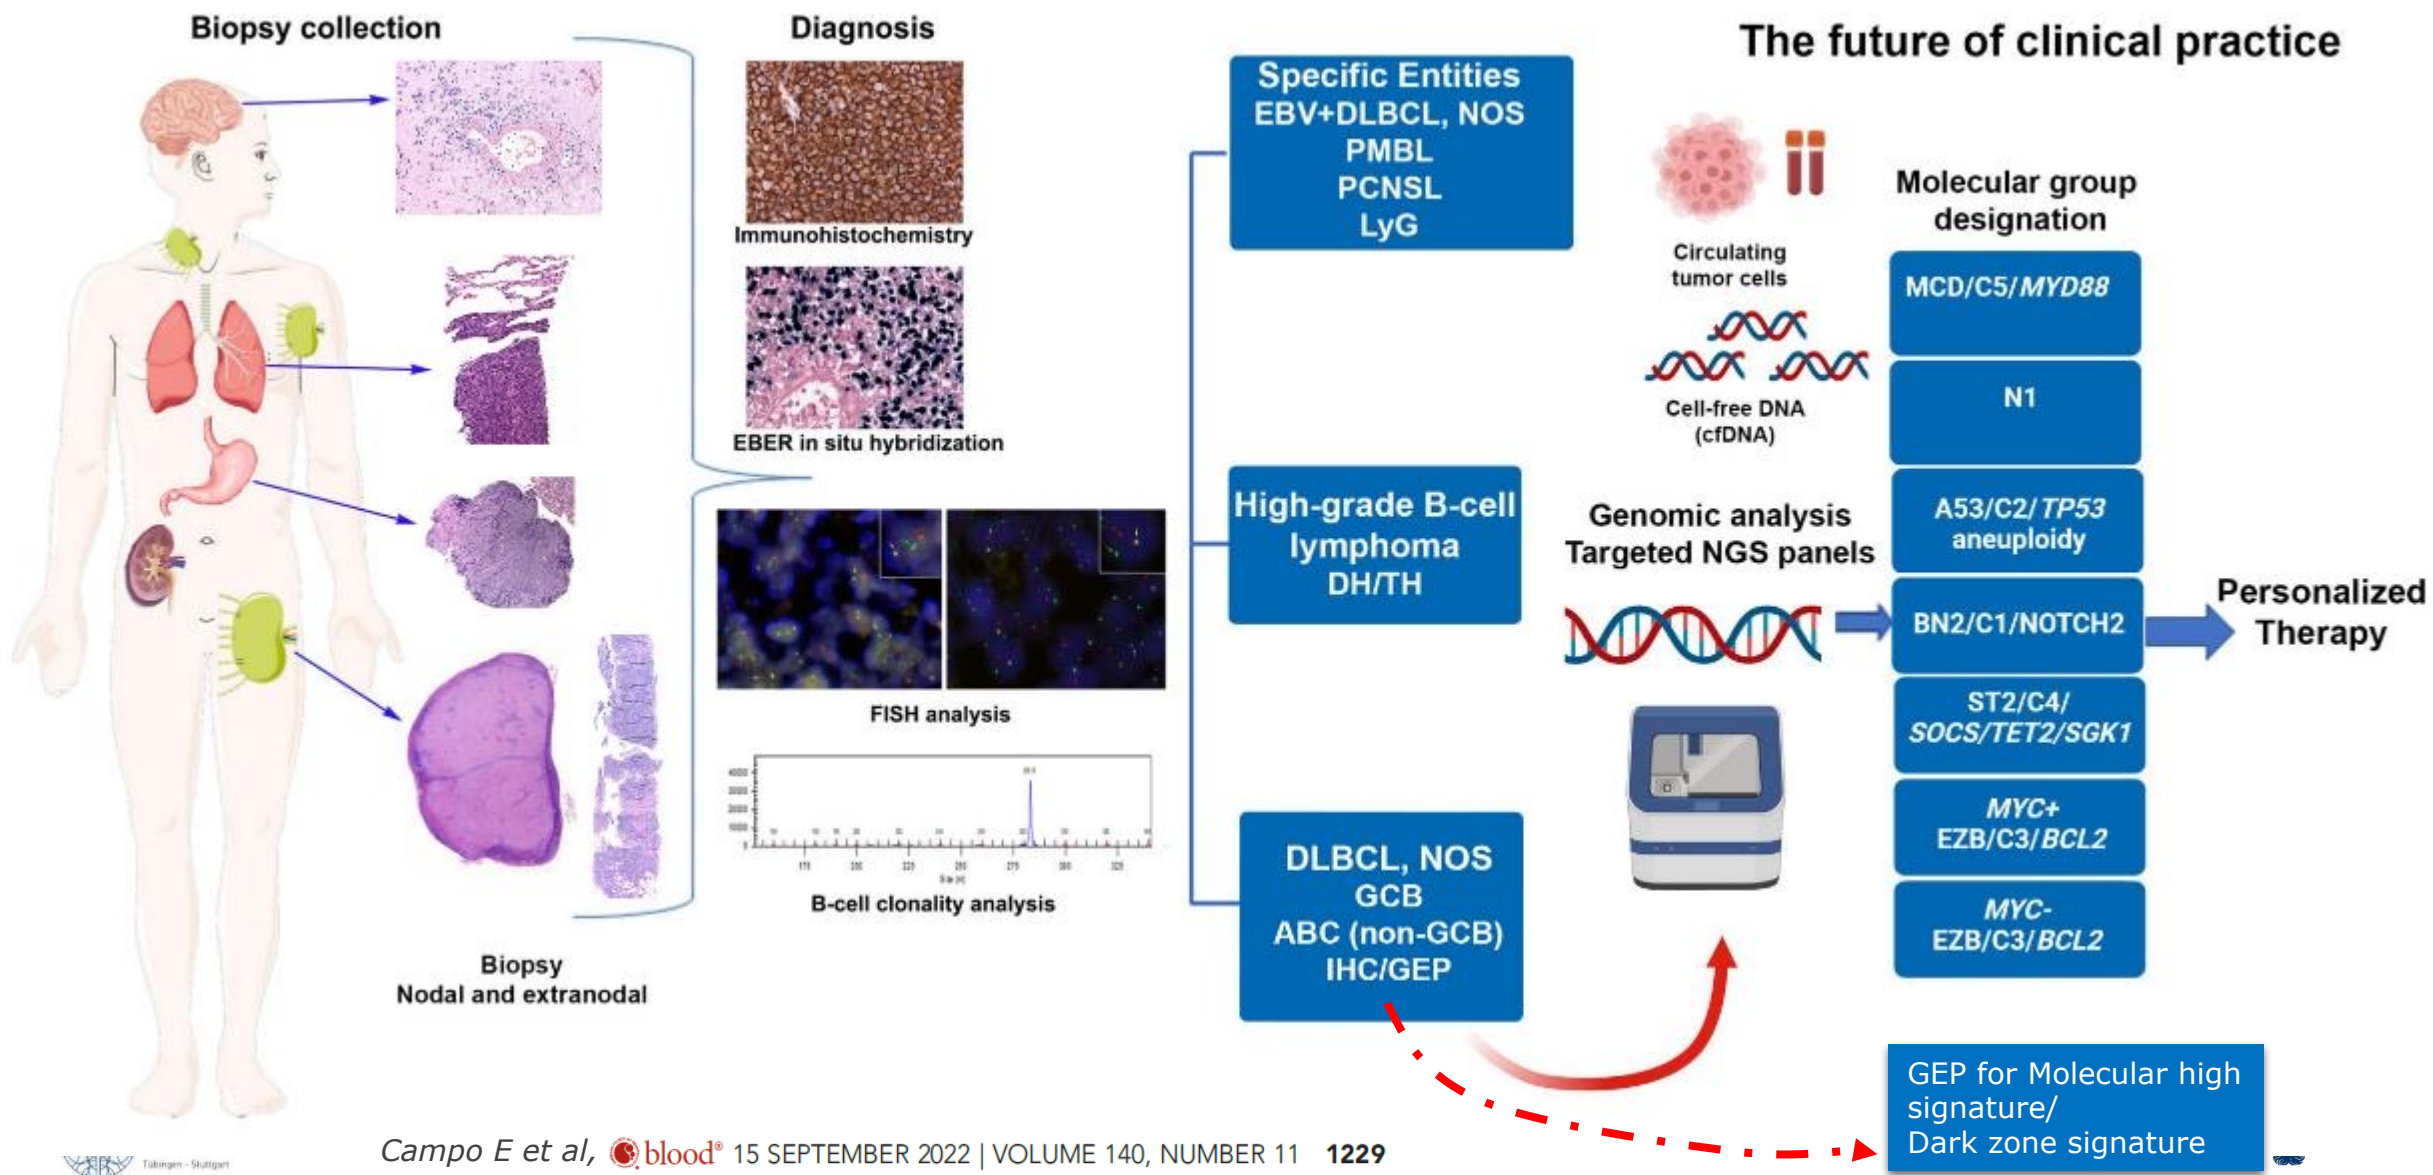 Biopsy collection
Diagnosis
The future of clinical practice
Immunohistochemistry
EBER in situ hybridization
FISH analysis
B-cell clonality analysis
Biopsy
Nodal and extranodal
Specific Entities
EBV+DLBCL, NOS
PMBL
PCNSL
LyG
High-grade B-cell
lymphoma
DH/TH
DLBCL, NOS
GCB
ABC (non-GCB)
IHC/GEP
Circulating
tumor cells
Cell-free DNA
(cfDNA)
Genomic analysis
Targeted NGS panels
Molecular group
designation
MCD/C5/MYD88
N1
A53/C2/TP53
aneuploidy
BN2/C1/NOTCH2
ST2/C4/
SOCS/TET2/SGK1
MYC+
EZB/C3/BCL2
MYC-
EZB/C3/BCL2
Personalized
Therapy
GEP for Molecular high
signature/
Dark zone signature
Campo E et al, blood® 15 SEPTEMBER 2022 | VOLUME 140, NUMBER 11 1229
Tübingen - Stuttgart